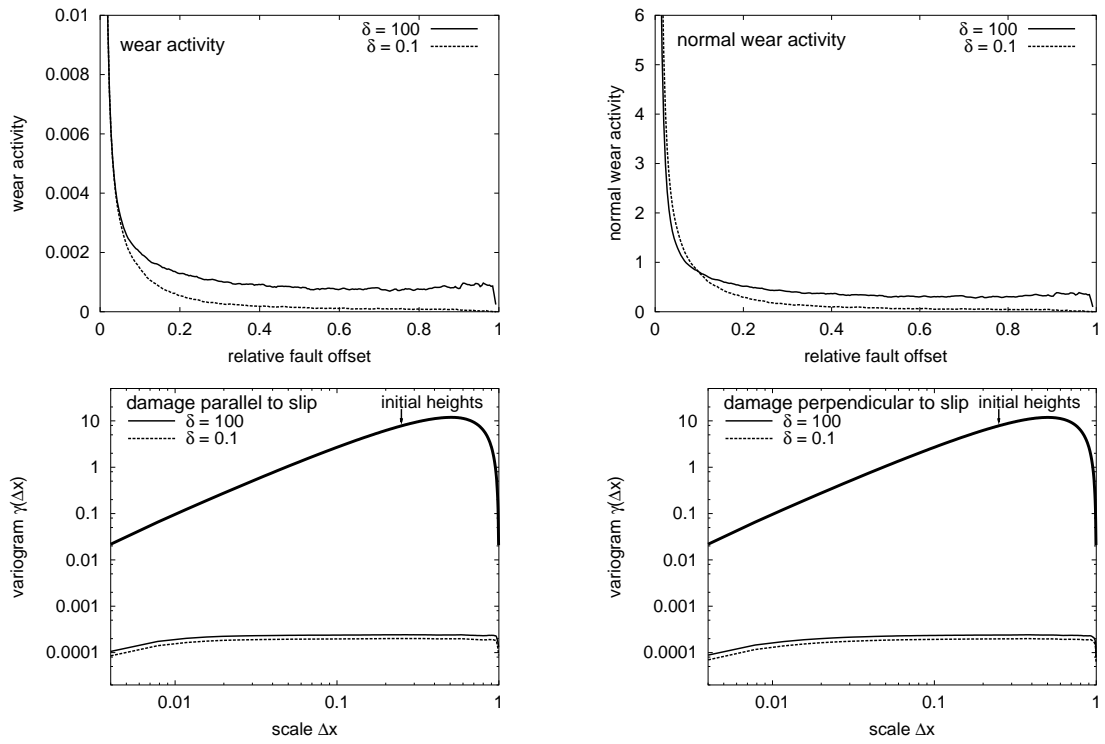 wear activity
δ = 100
δ = 0.1
0.01
0.008
0.006
0.004
0.002
0
0 0.2 0.4 0.6 0.8 1
wear activity
relative fault offset
normal wear activity
δ = 100
δ = 0.1
6
5
4
3
2
1
0
0 0.2 0.4 0.6 0.8 1
normal wear activity
relative fault offset
damage parallel to slip
δ = 100
δ = 0.1
initial heights
10
1
0.1
0.01
0.001
0.0001
0.01 0.1 1
variogram γ(Δx)
scale Δx
damage perpendicular to slip
δ = 100
δ = 0.1
initial heights
10
1
0.1
0.01
0.001
0.0001
0.01 0.1 1
variogram γ(Δx)
scale Δx